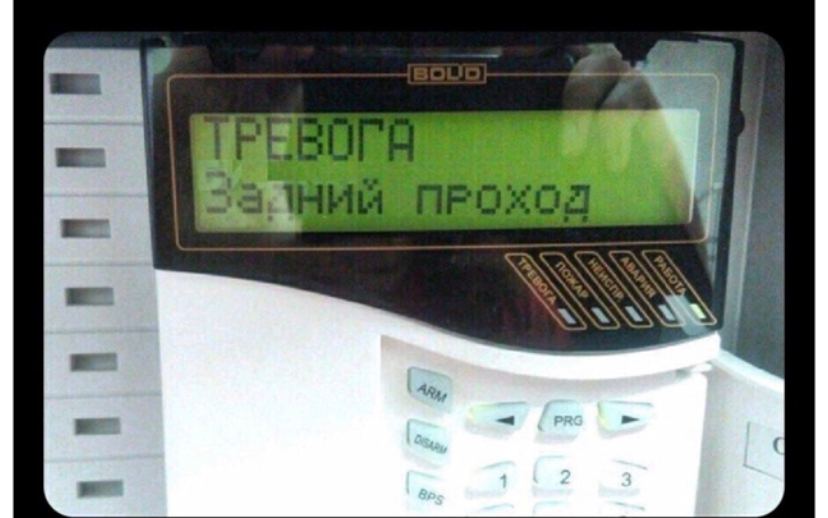 BOLID
ТРЕВОГА
Задний проход
ТРЕВОГА
ПОЖАР
НЕИСПР
АВАРИЯ
РАБОТА
ARM
PRG
DISARM
1 2 3
BPS